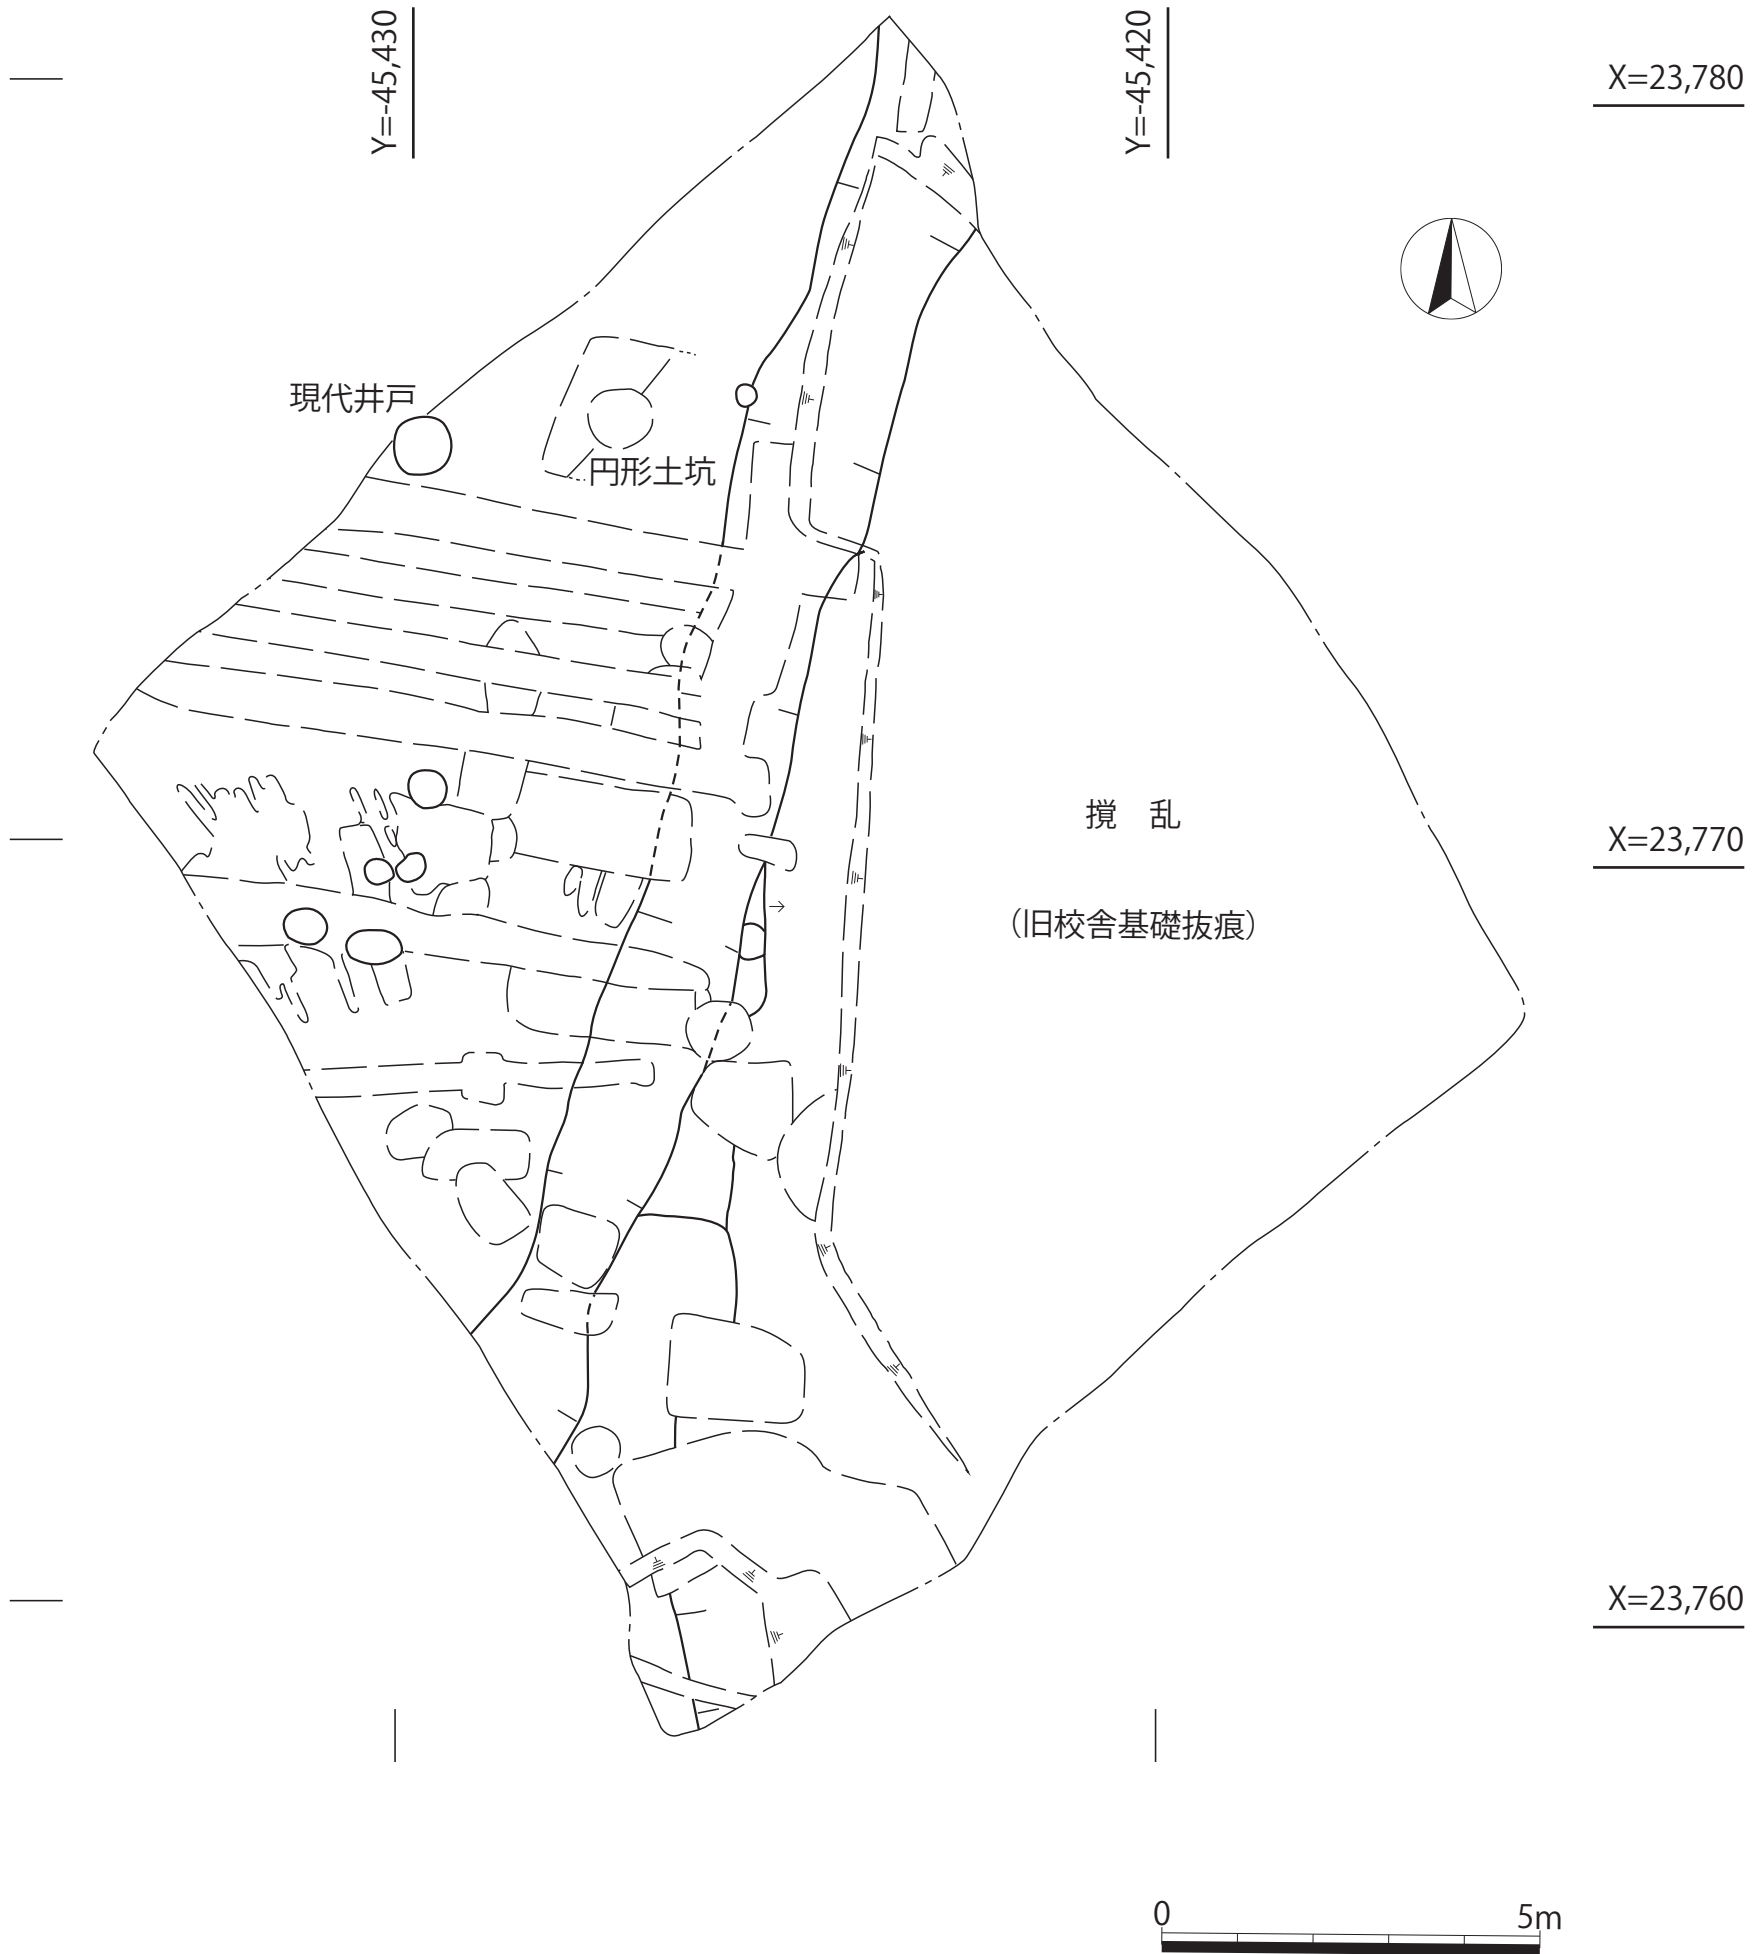 Y=-45,430
Y=-45,420
X=23,780
現代井戸
円形土坑
撹　乱
X=23,770
（旧校舎基礎抜痕）
X=23,760
0
5m